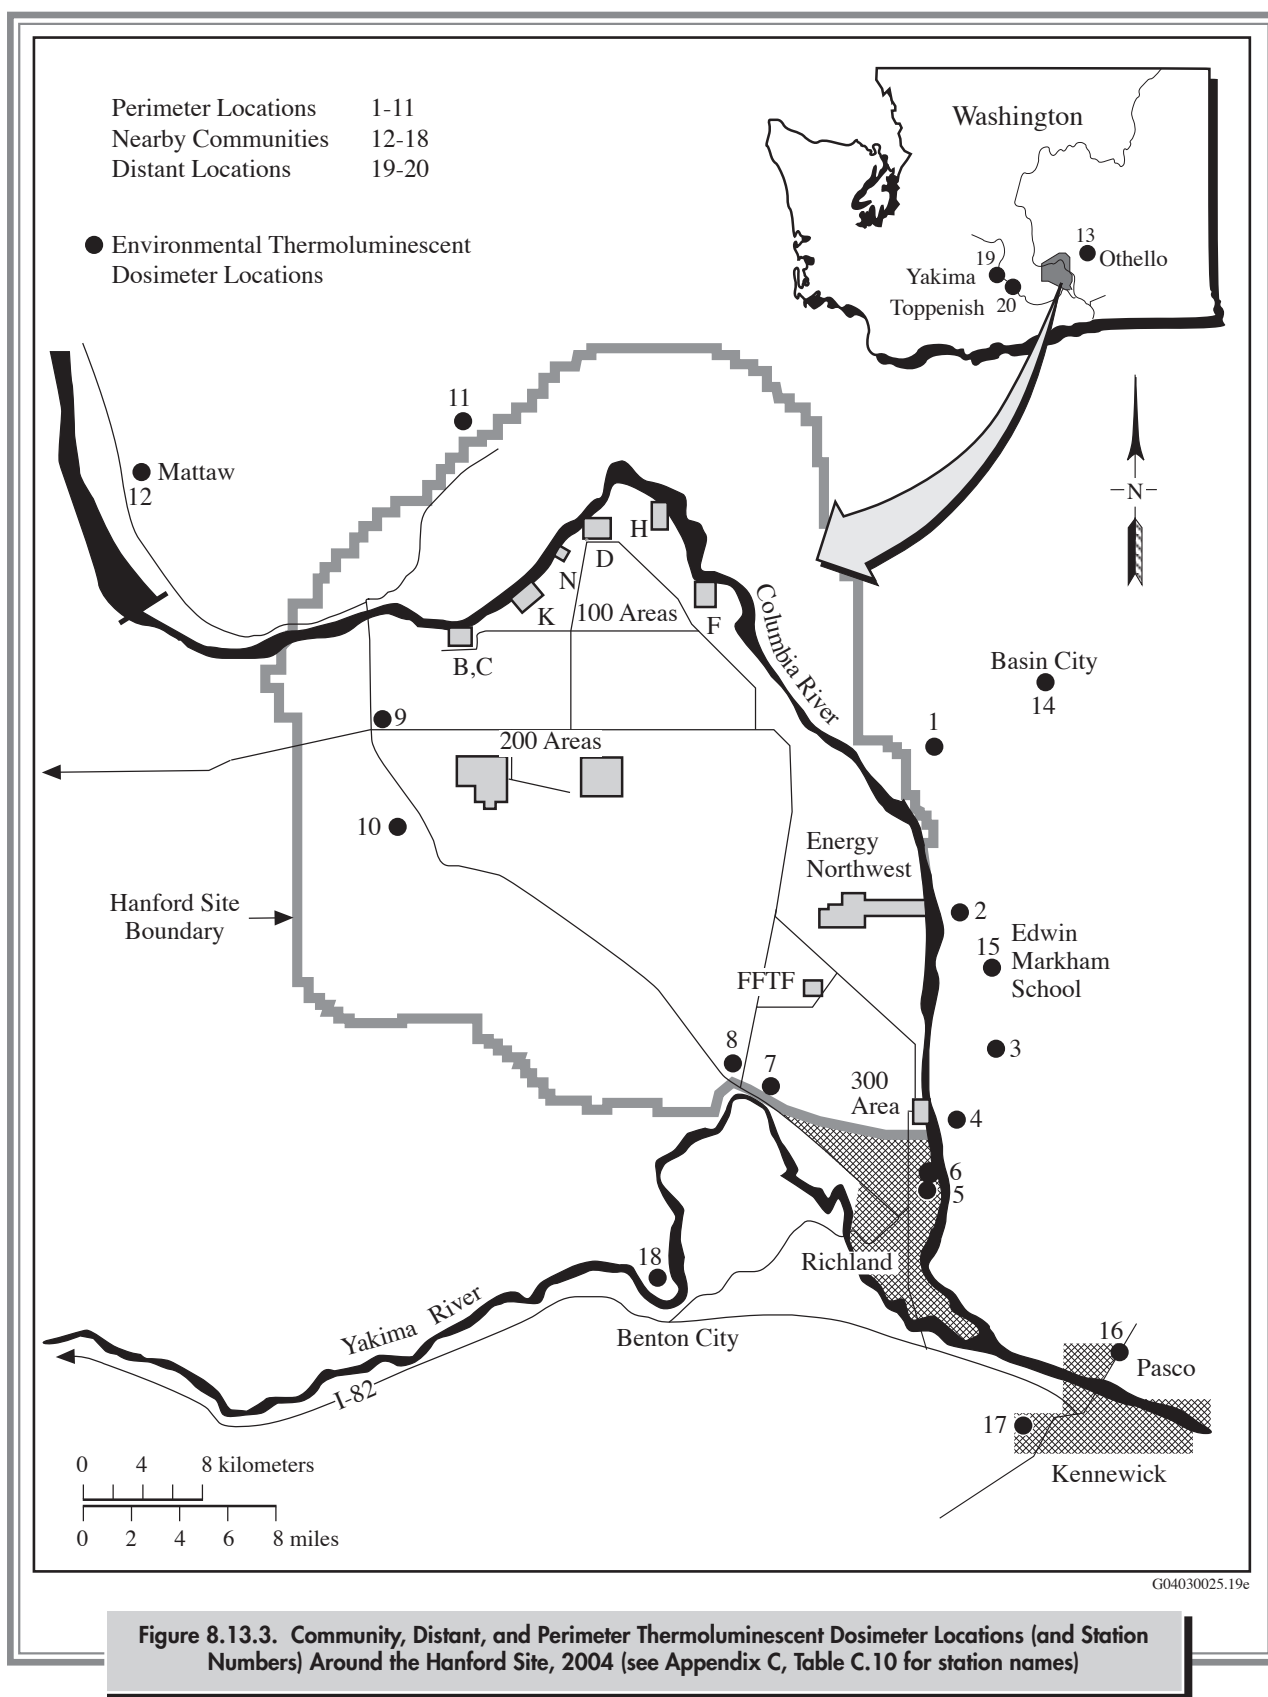 Perimeter Locations 1-11
Nearby Communities 12-18
Distant Locations 19-20
Environmental Thermoluminescent
Dosimeter Locations
Washington
13
Othello
19
Yakima
Toppenish 20
11
Mattaw
12
N
H
D
N
K
100 Areas
F
B,C
Columbia River
Basin City
14
1
9
200 Areas
10
Energy
Northwest
Hanford Site
Boundary
2
15 Edwin
Markham
School
FFTF
3
8
7
300
Area
4
6
5
18
Richland
Yakima River
Benton City
I-82
16
Pasco
17
Kennewick
0 4 8 kilometers
0 2 4 6 8 miles
G04030025.19e
Figure 8.13.3. Community, Distant, and Perimeter Thermoluminescent Dosimeter Locations (and Station
Numbers) Around the Hanford Site, 2004 (see Appendix C, Table C.10 for station names)